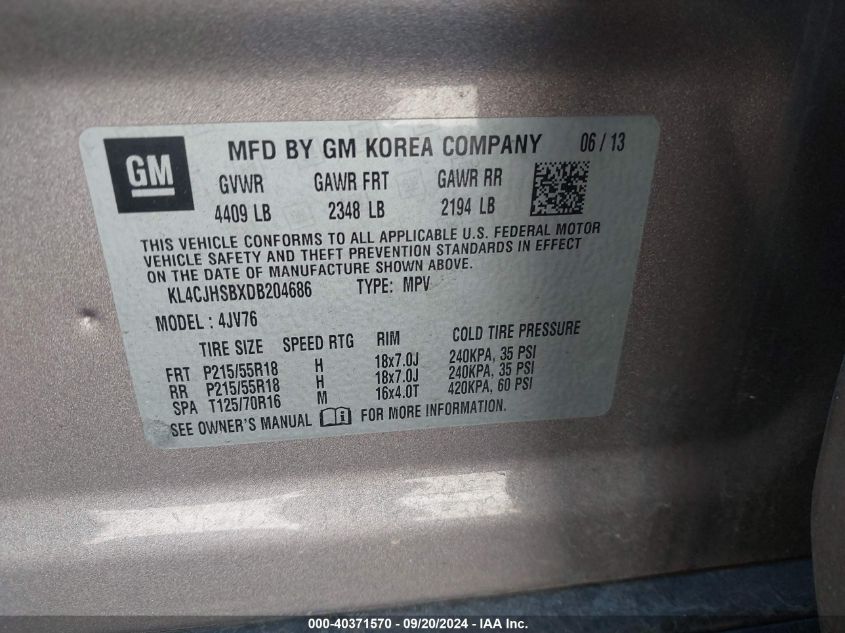 GM
MFD BY GM KOREA COMPANY 06 / 13
GVWR GAWR FRT GAWR RR
4409 LB 2348 LB 2194 LB
THIS VEHICLE CONFORMS TO ALL APPLICABLE U.S. FEDERAL MOTOR
VEHICLE SAFETY AND THEFT PREVENTION STANDARDS IN EFFECT
ON THE DATE OF MANUFACTURE SHOWN ABOVE.
KL4CJHSBXDB204686 TYPE: MPV
MODEL : 4JV76
TIRE SIZE SPEED RTG RIM COLD TIRE PRESSURE
FRT P215/55R18 H 18x7.0J 240KPA, 35 PSI
RR P215/55R18 H 18x7.0J 240KPA, 35 PSI
SPA T125/70R16 M 16x4.0T 420KPA, 60 PSI
SEE OWNER'S MANUAL FOR MORE INFORMATION.
000-40371570 - 09/20/2024 - IAA Inc.